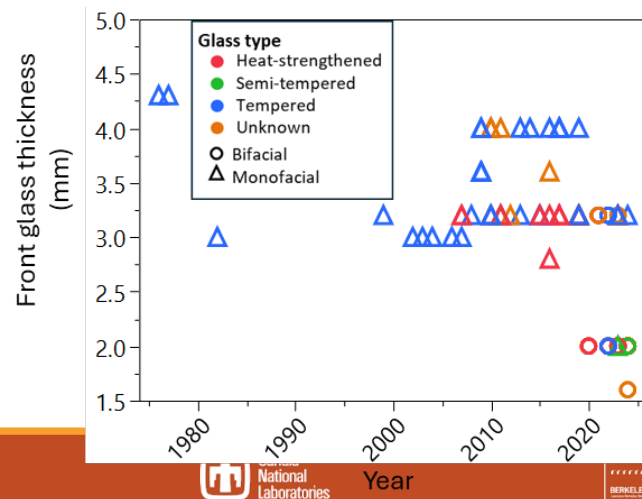 Front glass thickness
(mm)
5.0
4.5
4.0
3.5
3.0
2.5
2.0
1.5
Glass type
Heat-strengthened
Semi-tempered
Tempered
Unknown
Bifacial
Monofacial
1980
1990
2000
2010
2020
Year
National
Laboratories
BERKELE